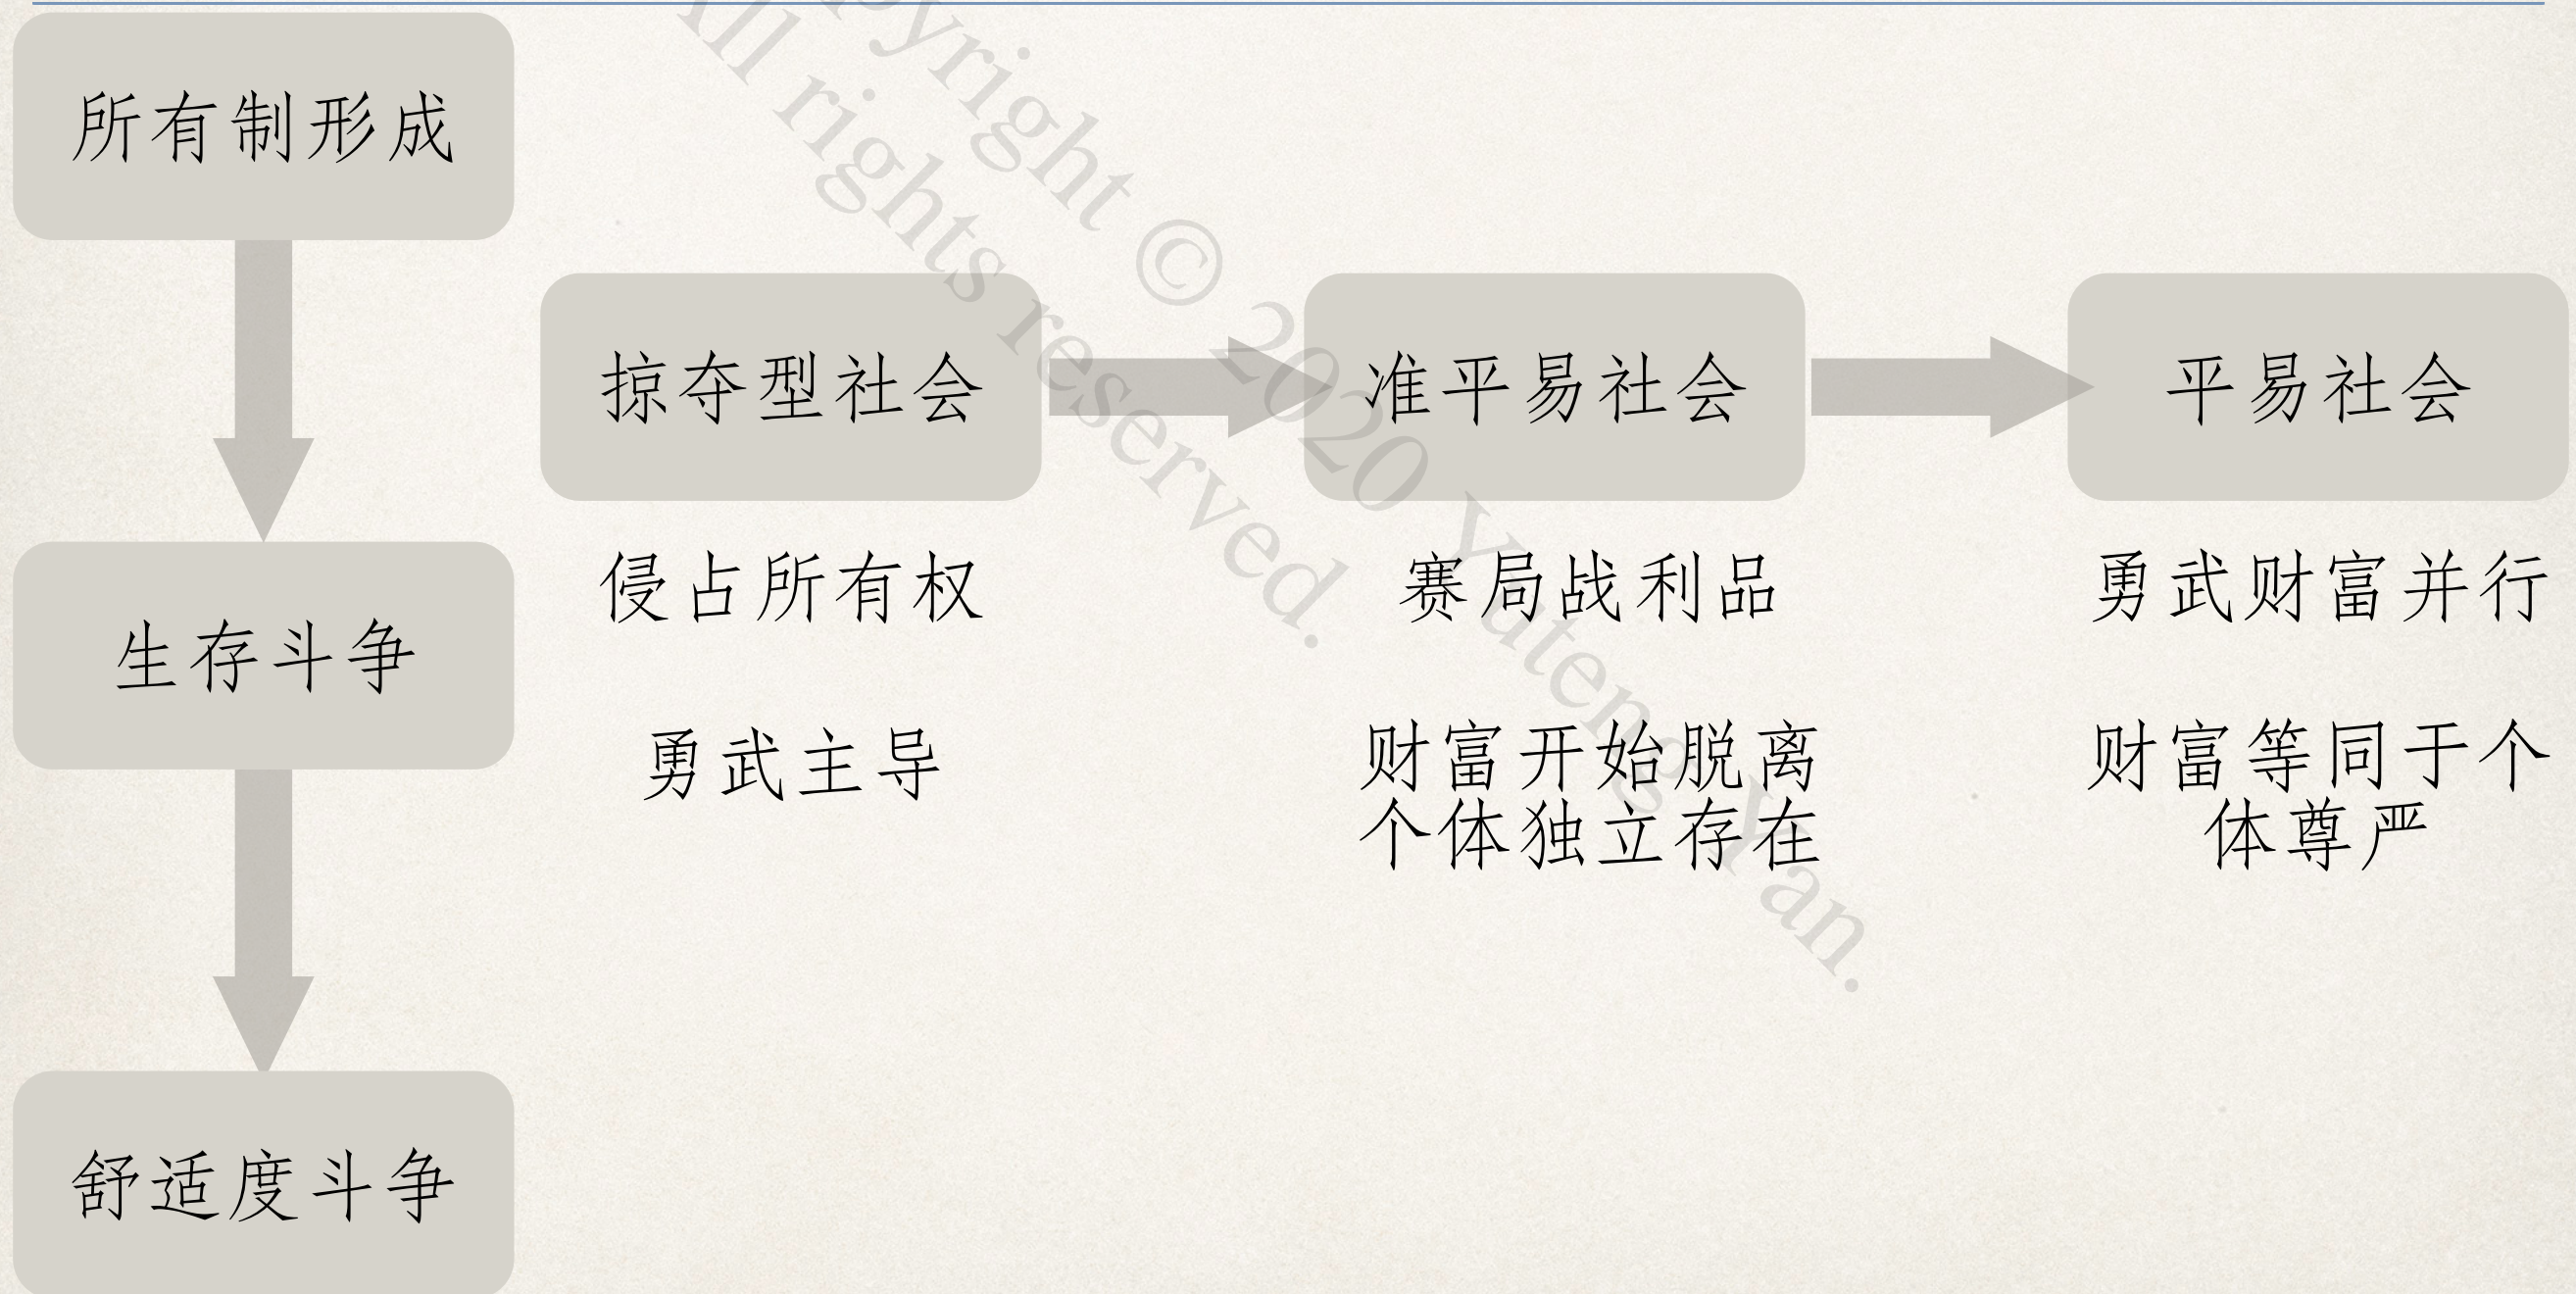 所有制形成
生存斗争
舒适度斗争
掠夺型社会
侵占所有权
勇武主导
准平易社会
赛局战利品
财富开始脱离
个体独立存在
平易社会
勇武财富并行
财富等同于个
体尊严
© 2020 Yuteng Yan.
All rights reserved.